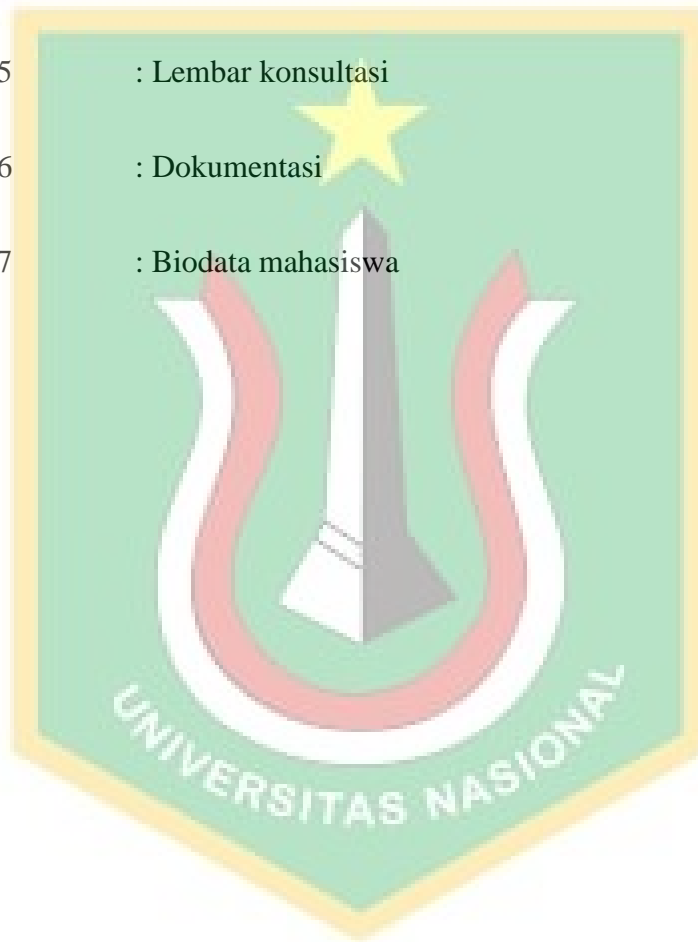 5 : Lembar konsultasi
6 : Dokumentasi
7 : Biodata mahasiswa
UNIVERSITAS NASIONAL